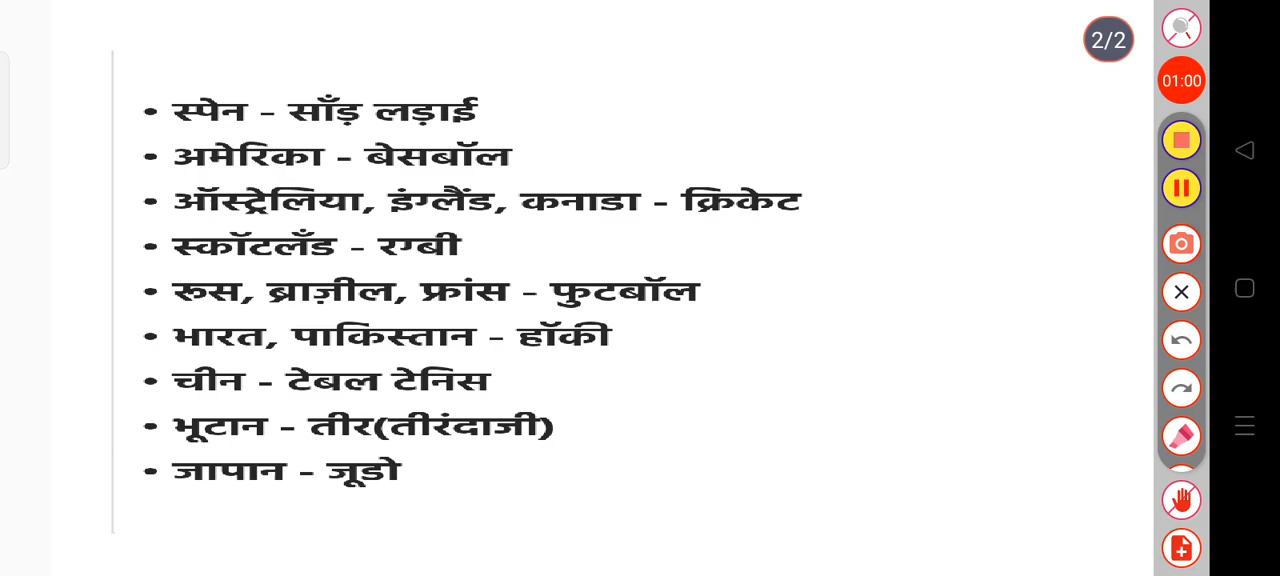 2/2
01:00
• स्पेन - साँड़ लड़ाई
• अमेरिका - बेसबॉल
• ऑस्ट्रेलिया, इंग्लैंड, कनाडा - क्रिकेट
• स्कॉटलैंड - रग्बी
• रूस, ब्राज़ील, फ्रांस - फुटबॉल
• भारत, पाकिस्तान - हॉकी
• चीन - टेबल टेनिस
• भूटान - तीर(तीरंदाजी)
• जापान - जूडो